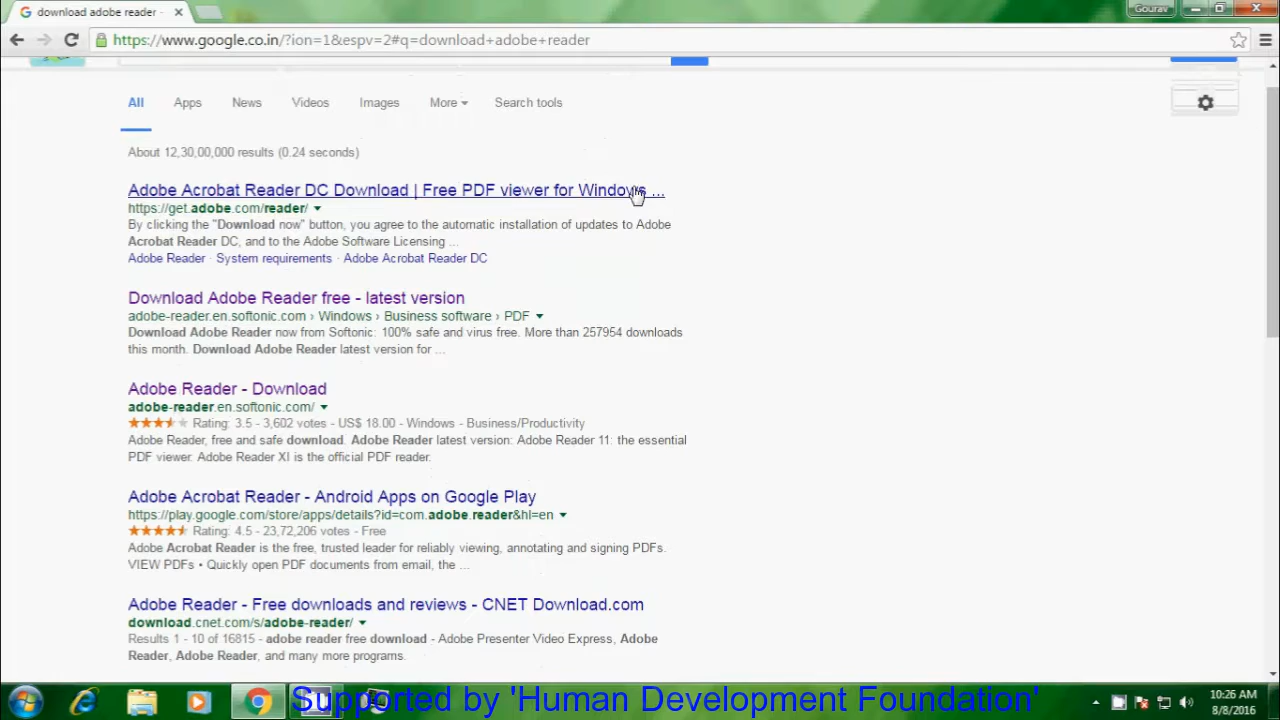 download adobe reader -
Gourav
https://www.google.co.in/?ion=1&espv=2#q=download+adobe+reader
All Apps News Videos Images More Search tools
About 12,30,00,000 results (0.24 seconds)
Adobe Acrobat Reader DC Download | Free PDF viewer for Windows ...
https://get.adobe.com/reader/
By clicking the "Download now" button, you agree to the automatic installation of updates to Adobe
Acrobat Reader DC, and to the Adobe Software Licensing ...
Adobe Reader · System requirements · Adobe Acrobat Reader DC
Download Adobe Reader free - latest version
adobe-reader.en.softonic.com › Windows › Business software › PDF
Download Adobe Reader now from Softonic: 100% safe and virus free. More than 257954 downloads
this month. Download Adobe Reader latest version for ...
Adobe Reader - Download
adobe-reader.en.softonic.com/
Rating: 3.5 - 3,602 votes - US$ 18.00 - Windows - Business/Productivity
Adobe Reader, free and safe download. Adobe Reader latest version: Adobe Reader 11: the essential
PDF viewer. Adobe Reader XI is the official PDF reader.
Adobe Acrobat Reader - Android Apps on Google Play
https://play.google.com/store/apps/details?id=com.adobe.reader&hl=en
Rating: 4.5 - 23,72,206 votes - Free
Adobe Acrobat Reader is the free, trusted leader for reliably viewing, annotating and signing PDFs.
VIEW PDFs • Quickly open PDF documents from email, the ...
Adobe Reader - Free downloads and reviews - CNET Download.com
download.cnet.com/s/adobe-reader/
Results 1 - 10 of 16815 - adobe reader free download - Adobe Presenter Video Express, Adobe
Reader, Adobe Reader, and many more programs.
Supported by 'Human Development Foundation'
10:26 AM
8/8/2016